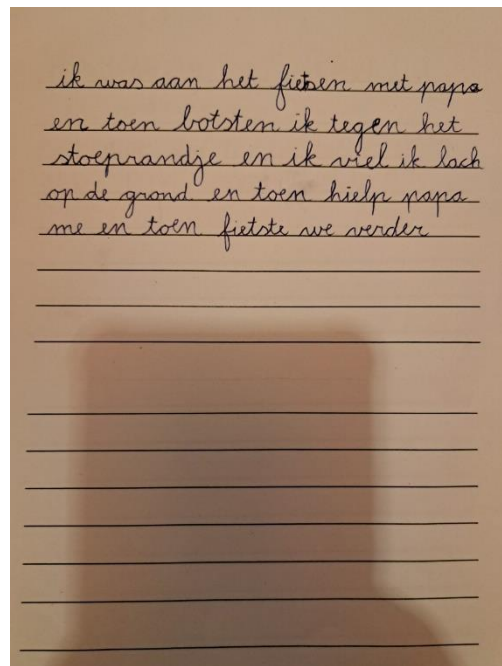 ik was aan het fietsen met papa
en toen botsten ik tegen het
stoeprandje en ik viel ik lach
op de grond en toen hielp papa
me en toen fietste we verder